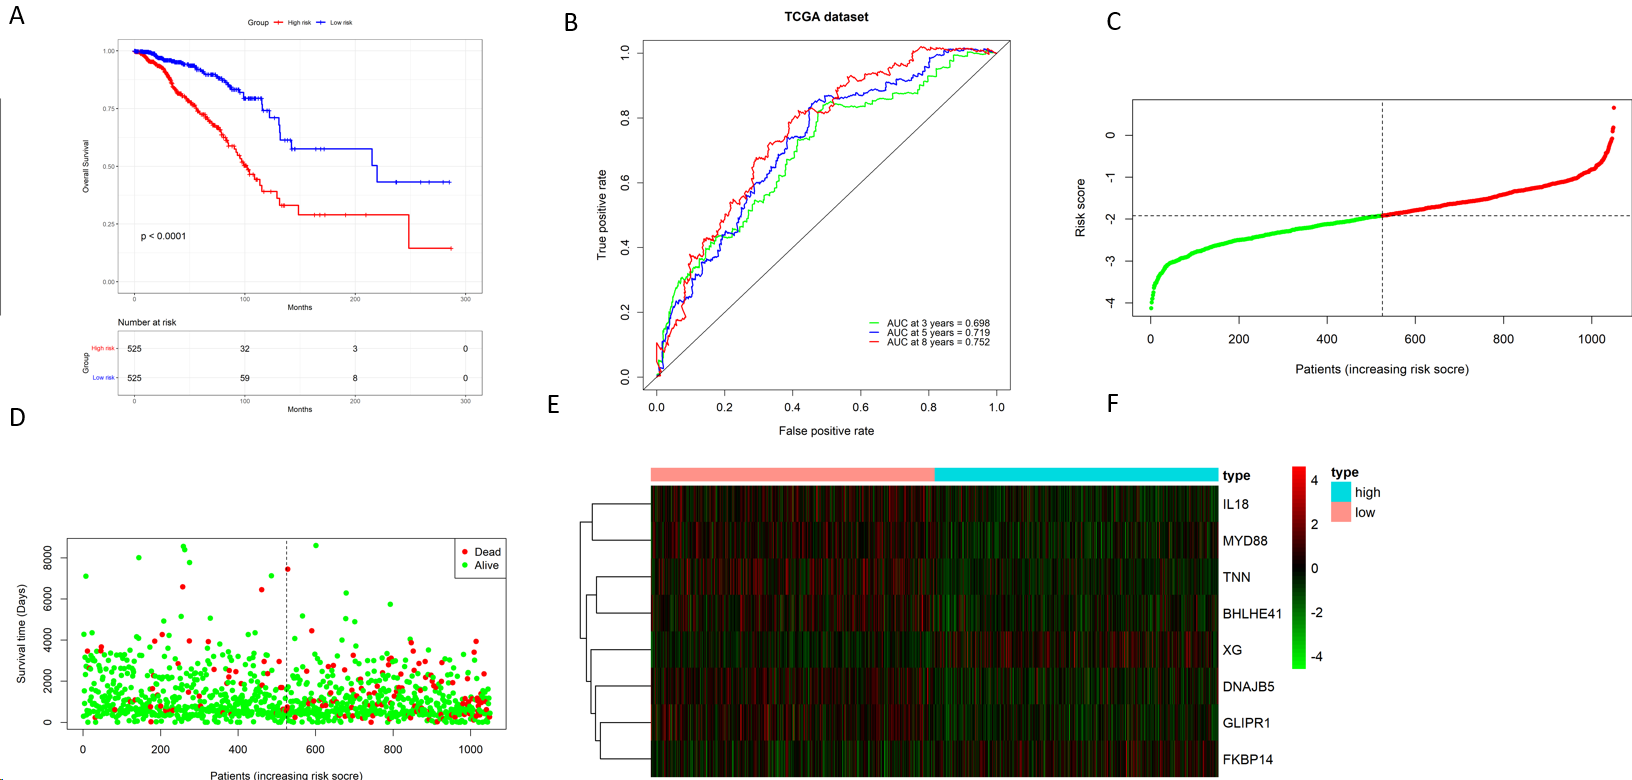 A
Group High risk Low risk
1.00
0.75
0.50
0.25
0.00
Overall Survival
p < 0.0001
0 100 200 300
Months
Number at risk
Group
High risk 525 32 3 0
Low risk 525 59 8 0
0 100 200 300
Months
B
TCGA dataset
True positive rate
1.0
0.8
0.6
0.4
0.2
0.0
AUC at 3 years = 0.698
AUC at 5 years = 0.719
AUC at 8 years = 0.752
0.0 0.2 0.4 0.6 0.8 1.0
False positive rate
C
Risk score
0
-1
-2
-3
-4
0 200 400 600 800 1000
Patients (increasing risk socre)
D
Survival time (Days)
8000
6000
4000
2000
0
Dead
Alive
0 200 400 600 800 1000
Patients (increasing risk socre)
E
type
IL18
MYD88
TNN
BHLHE41
XG
DNAJB5
GLIPR1
FKBP14
4
2
0
-2
-4
type
high
low
F